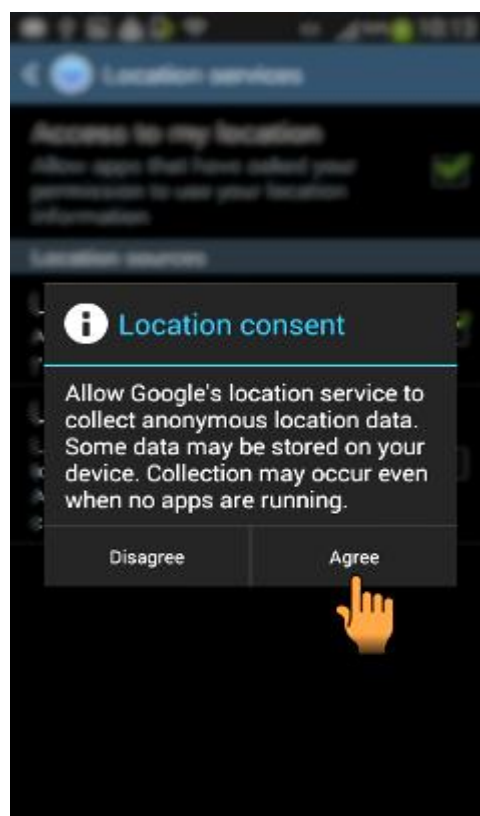 10:13
Location services
Access to my location
Allow apps that have asked your
permission to use your location
information
Location sources
Location consent
Allow Google's location service to
collect anonymous location data.
Some data may be stored on your
device. Collection may occur even
when no apps are running.
Disagree
Agree